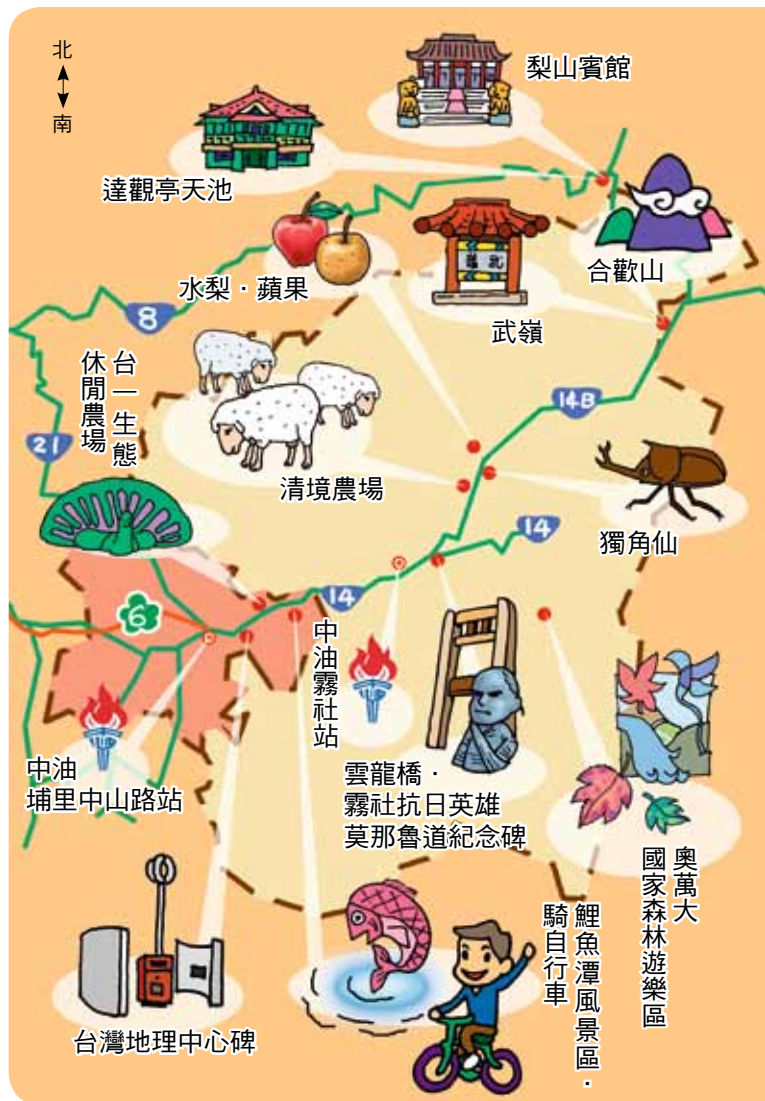 北
南
梨山賓館
達觀亭天池
合歡山
水梨．蘋果
武嶺
8
台一生態
休閒農場
14B
21
清境農場
獨角仙
14
14
6
中油霧社站
中油
埔里中山路站
雲龍橋．
霧社抗日英雄
莫那魯道紀念碑
奧萬大
國家森林遊樂區
鯉魚潭風景區．
騎自行車
台灣地理中心碑